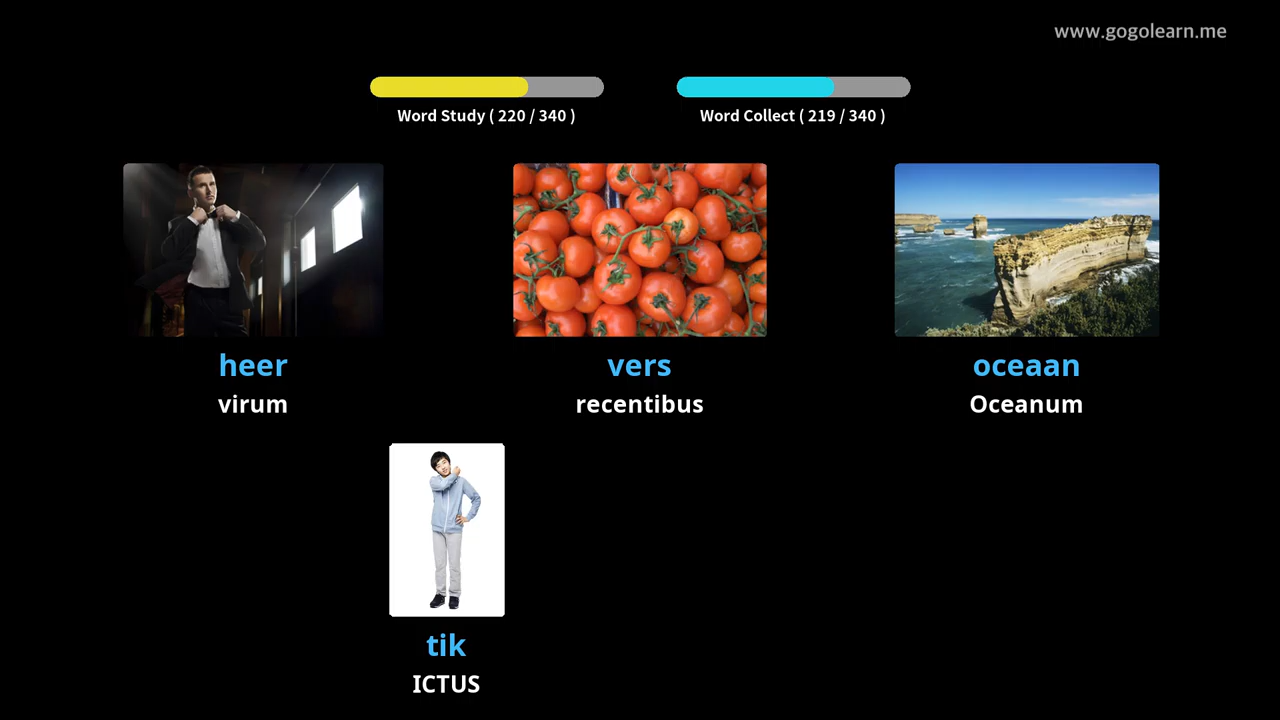 www.gogolearn.me
Word Study ( 220 / 340 )
Word Collect ( 219 / 340 )
heer
virum
vers
recentibus
oceaan
Oceanum
tik
ICTUS